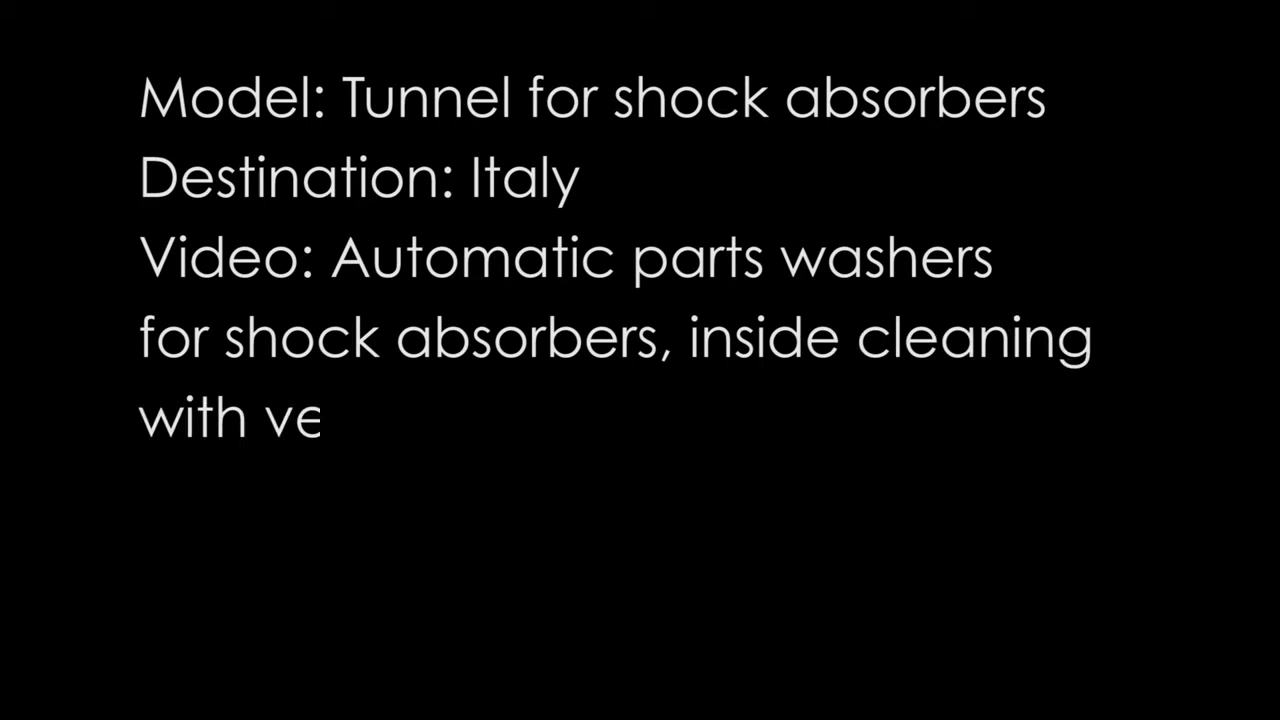 Model: Tunnel for shock absorbers
Destination: Italy
Video: Automatic parts washers
for shock absorbers, inside cleaning
with ve